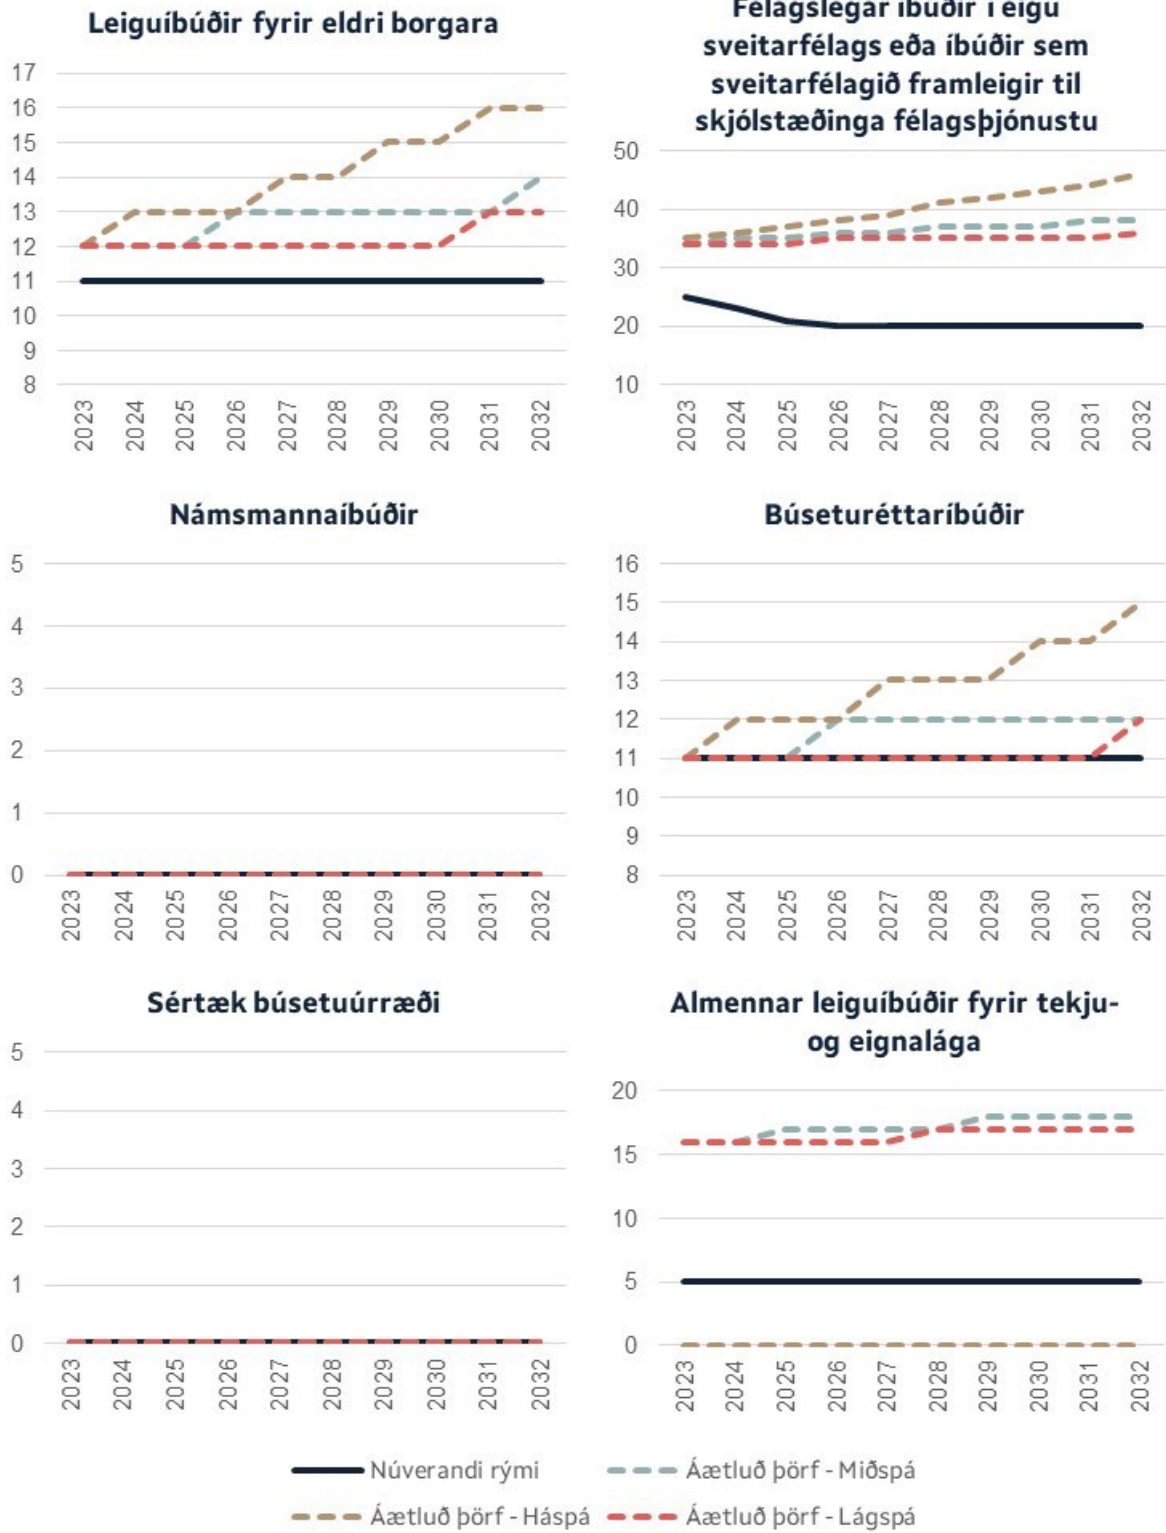 Leiguíbúðir fyrir eldri borgara
17
16
15
14
13
12
11
10
9
8
2023 2024 2025 2026 2027 2028 2029 2030 2031 2032
Félagslegar íbúðir í eigu
sveitarfélags eða íbúðir sem
sveitarfélagið framleigir til
skjólstæðinga félagsþjónustu
50
40
30
20
10
2023 2024 2025 2026 2027 2028 2029 2030 2031 2032
Námsmannaíbúðir
5
4
3
2
1
0
2023 2024 2025 2026 2027 2028 2029 2030 2031 2032
Búseturéttaríbúðir
16
15
14
13
12
11
10
9
8
2023 2024 2025 2026 2027 2028 2029 2030 2031 2032
Sértæk búsetuúrræði
5
4
3
2
1
0
2023 2024 2025 2026 2027 2028 2029 2030 2031 2032
Almennar leiguíbúðir fyrir tekju-
og eignalága
20
15
10
5
0
2023 2024 2025 2026 2027 2028 2029 2030 2031 2032
Núverandi rými
Áætluð þörf - Miðspá
Áætluð þörf - Háspá
Áætluð þörf - Lágspá